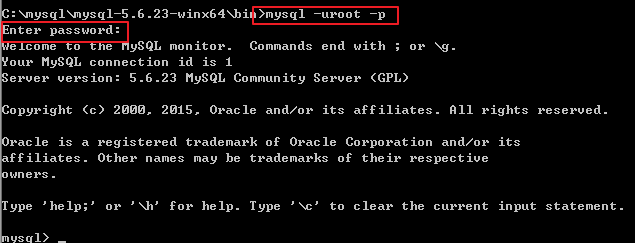 C:\mysql\mysql-5.6.23-winx64\bin>mysql -uroot -p
Enter password:
Welcome to the MySQL monitor.  Commands end with ; or \g.
Your MySQL connection id is 1
Server version: 5.6.23 MySQL Community Server (GPL)
Copyright (c) 2000, 2015, Oracle and/or its affiliates. All rights reserved.
Oracle is a registered trademark of Oracle Corporation and/or its
affiliates. Other names may be trademarks of their respective
owners.
Type 'help;' or '\h' for help. Type '\c' to clear the current input statement.
mysql> _